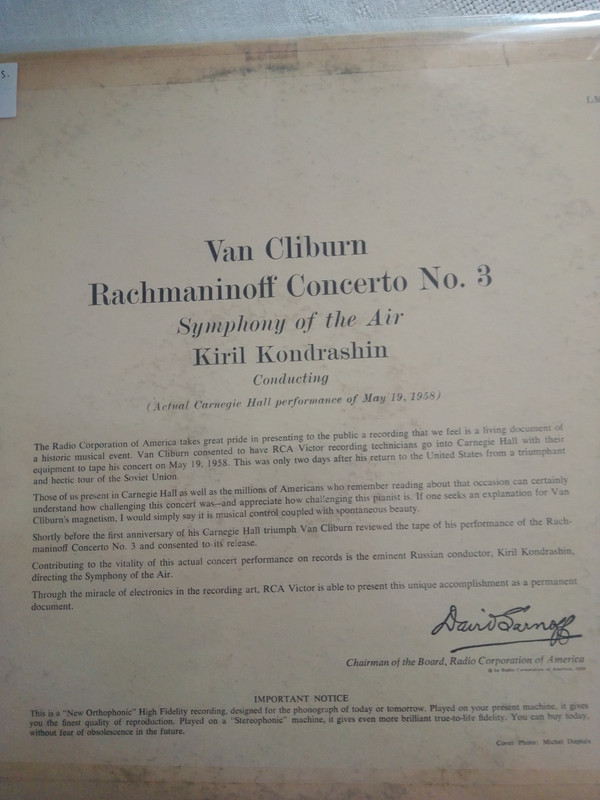 s.
LM
Van Cliburn
Rachmaninoff Concerto No. 3
Symphony of the Air
Kiril Kondrashin
Conducting
(Actual Carnegie Hall performance of May 19, 1958)
The Radio Corporation of America takes great pride in presenting to the public a recording that we feel is a living document of
a historic musical event. Van Cliburn consented to have RCA Victor recording technicians go into Carnegie Hall with their
equipment to tape his concert on May 19, 1958. This was only two days after his return to the United States from a triumphant
and hectic tour of the Soviet Union
Those of us present in Carnegie Hall as well as the millions of Americans who remember reading about that occasion can certainly
understand how challenging this concert was—and appreciate how challenging this pianist is. If one seeks an explanation for Van
Cliburn's magnetism, I would simply say it is musical control coupled with spontaneous beauty.
Shortly before the first anniversary of his Carnegie Hall triumph Van Cliburn reviewed the tape of his performance of the Rach-
maninoff Concerto No. 3 and consented to its release.
Contributing to the vitality of this actual concert performance on records is the eminent Russian conductor, Kiril Kondrashin,
directing the Symphony of the Air.
Through the miracle of electronics in the recording art, RCA Victor is able to present this unique accomplishment as a permanent
document.
David Sarnoff
Chairman of the Board, Radio Corporation of America
© by Radio Corporation of America,
IMPORTANT NOTICE
This is a "New Orthophonic" High Fidelity recording, designed for the phonograph of today or tomorrow. Played on your present machine, it gives
you the finest quality of reproduction. Played on a "Stereophonic" machine, it gives even more brilliant true-to-life fidelity. You can buy today,
without fear of obsolescence in the future.
Cover Photo: